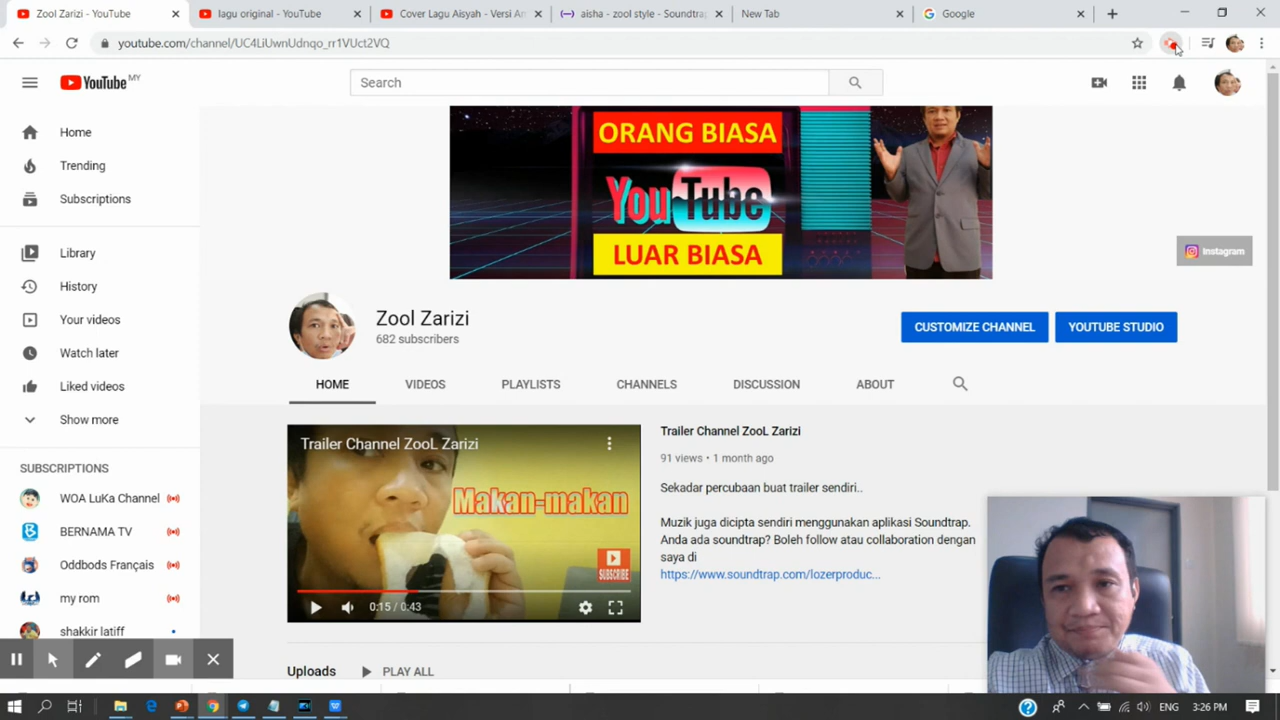 Zool Zarizi - YouTube
lagu original - YouTube
Cover Lagu Aisyah - Versi An
aisha - zool style - Soundtrap
New Tab
Google
youtube.com/channel/UC4LiUwnUdnqo_rr1VUct2VQ
YouTube MY
Search
Home
Trending
Subscriptions
Library
History
Your videos
Watch later
Liked videos
Show more
SUBSCRIPTIONS
WOA LuKa Channel
BERNAMA TV
Oddbods Français
my rom
shakkir latiff
ORANG BIASA
YouTube
LUAR BIASA
Instagram
Zool Zarizi
682 subscribers
CUSTOMIZE CHANNEL
YOUTUBE STUDIO
HOME
VIDEOS
PLAYLISTS
CHANNELS
DISCUSSION
ABOUT
Trailer Channel ZooL Zarizi
Makan-makan
SUBSCRIBE
0:15 / 0:43
Trailer Channel ZooL Zarizi
91 views • 1 month ago
Sekadar percubaan buat trailer sendiri..
Muzik juga dicipta sendiri menggunakan aplikasi Soundtrap.
Anda ada soundtrap? Boleh follow atau collaboration dengan
saya di
https://www.soundtrap.com/lozerproduc...
Uploads
PLAY ALL
ENG
3:26 PM